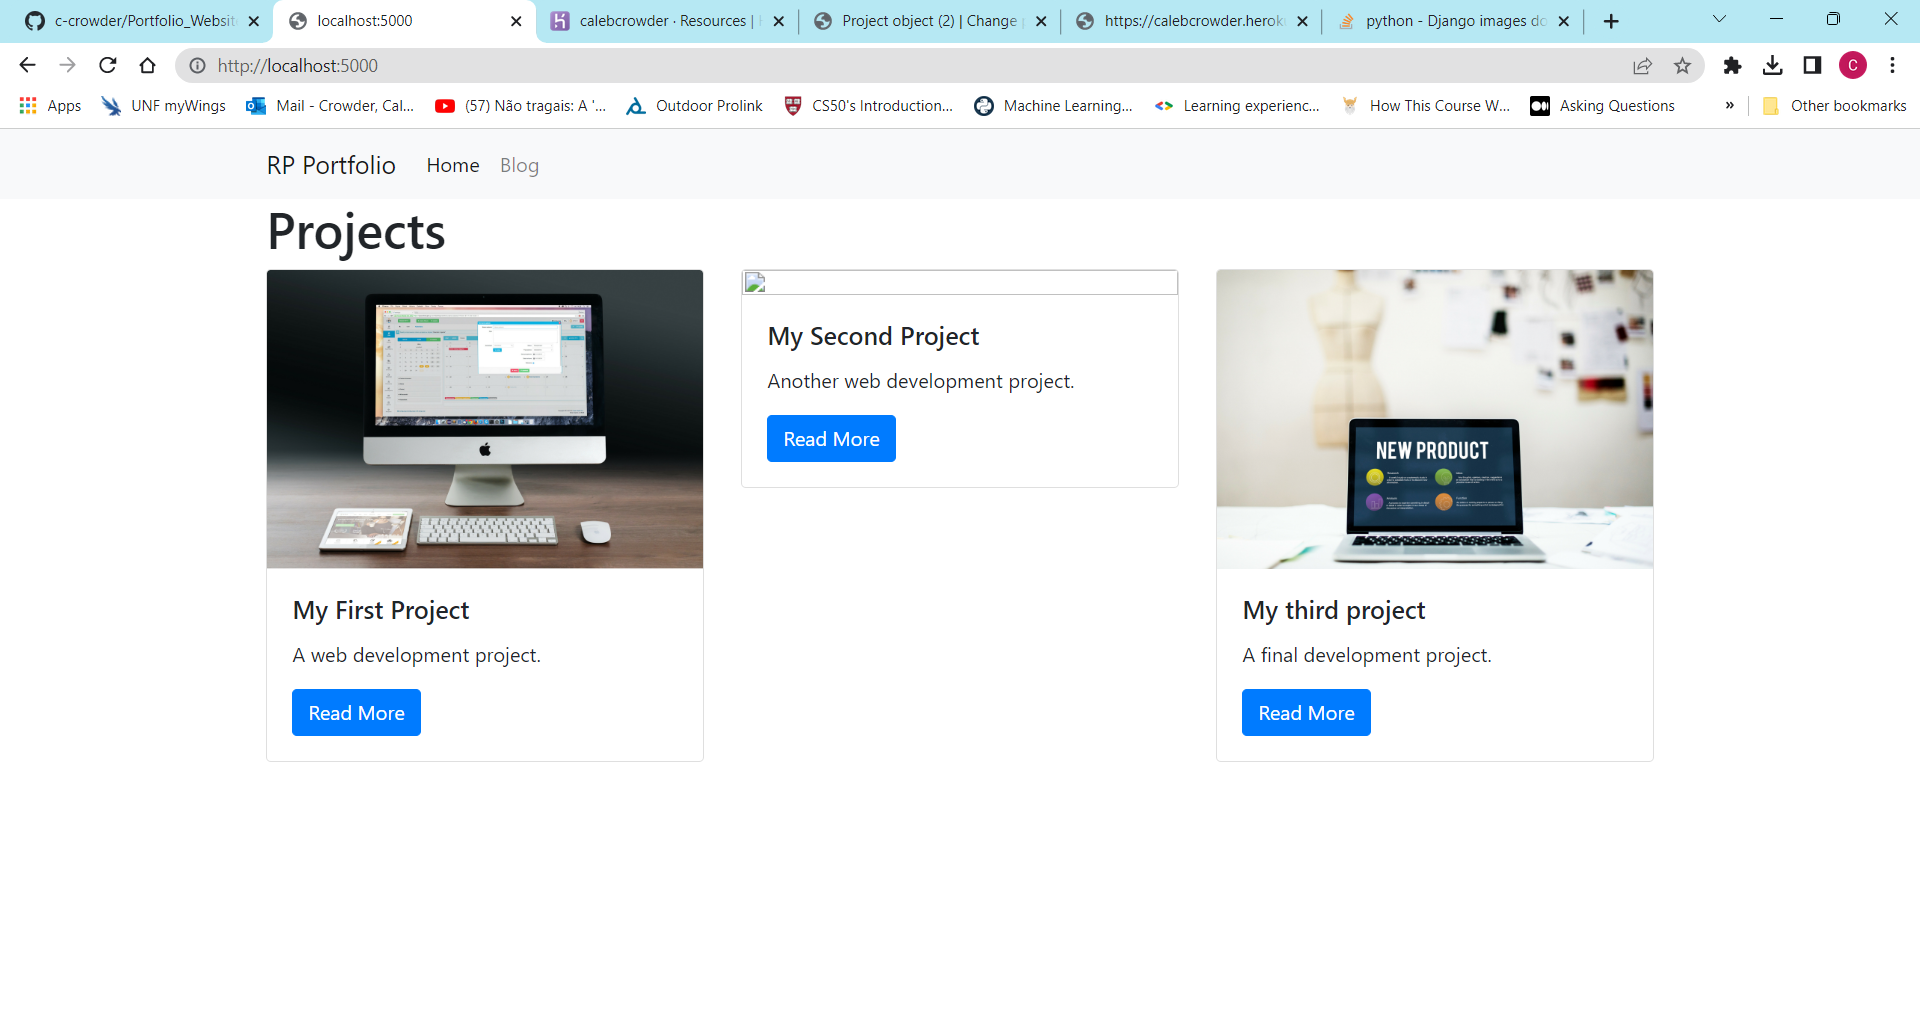 c-crowder/Portfolio_Websit
localhost:5000
calebcrowder · Resources |
Project object (2) | Change
https://calebcrowder.herok
python - Django images do
http://localhost:5000
C
Apps
UNF myWings
Mail - Crowder, Cal...
(57) Não tragais: A '...
Outdoor Prolink
CS50's Introduction...
Machine Learning...
Learning experienc...
How This Course W...
Asking Questions
»
Other bookmarks
RP Portfolio
Home
Blog
Projects
My First Project
A web development project.
Read More
My Second Project
Another web development project.
Read More
NEW PRODUCT
My third project
A final development project.
Read More